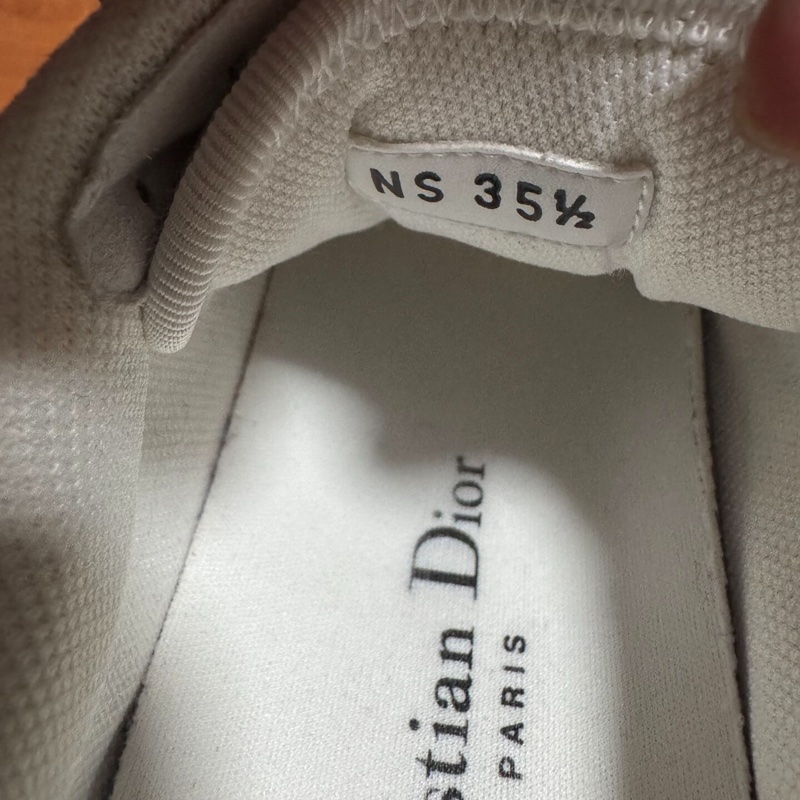 NS 35½
stian Dior
PARIS